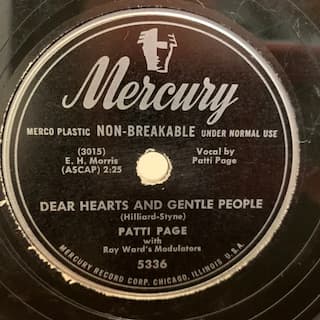 Mercury
MERCO PLASTIC NON-BREAKABLE UNDER NORMAL USE
(3015)
E. H. Morris
(ASCAP) 2:25
Vocal by
Patti Page
DEAR HEARTS AND GENTLE PEOPLE
(Hilliard-Styne)
PATTI PAGE
with
Roy Ward's Modulators
5336
MERCURY RECORD CORP. CHICAGO, ILLINOIS U.S.A.